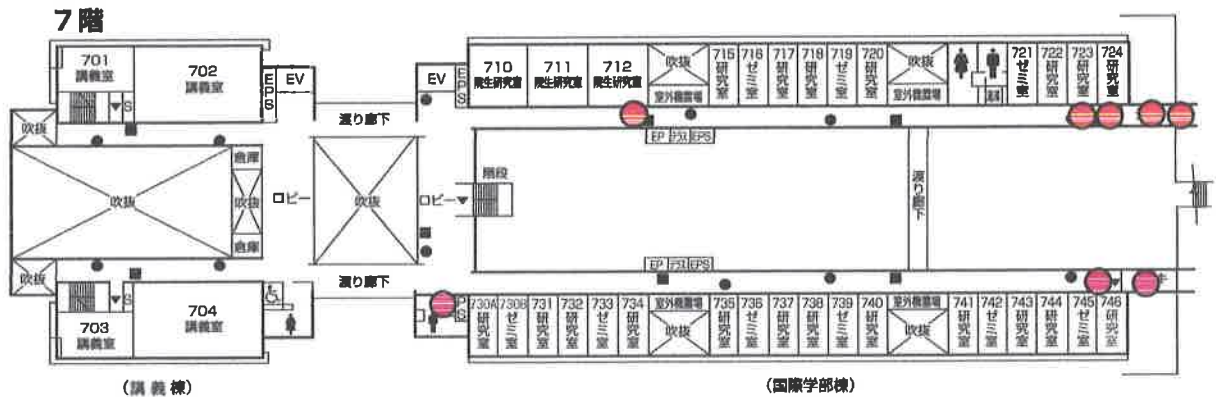 7階
701
講義室
702
講義室
EPS
EV
EV
EPS
710
院生研究室
711
院生研究室
712
院生研究室
吹抜
室外機置場
715
研究室
716
ゼミ室
717
研究室
718
研究室
719
ゼミ室
720
研究室
吹抜
室外機置場
721
ゼミ室
722
研究室
723
研究室
724
研究室
S
渡り廊下
吹抜
EP
テラス
EPS
倉庫
吹抜
吹抜
倉庫
ロビー
吹抜
ロビー
階段
渡り廊下
吹抜
渡り廊下
EP
テラス
EPS
S
703
講義室
704
講義室
PS
730A
研究室
730B
ゼミ室
731
研究室
732
研究室
733
ゼミ室
734
研究室
室外機置場
吹抜
735
研究室
736
ゼミ室
737
研究室
738
研究室
739
ゼミ室
740
研究室
室外機置場
吹抜
741
研究室
742
ゼミ室
743
研究室
744
研究室
745
ゼミ室
746
研究室
(講義棟)
(国際学部棟)